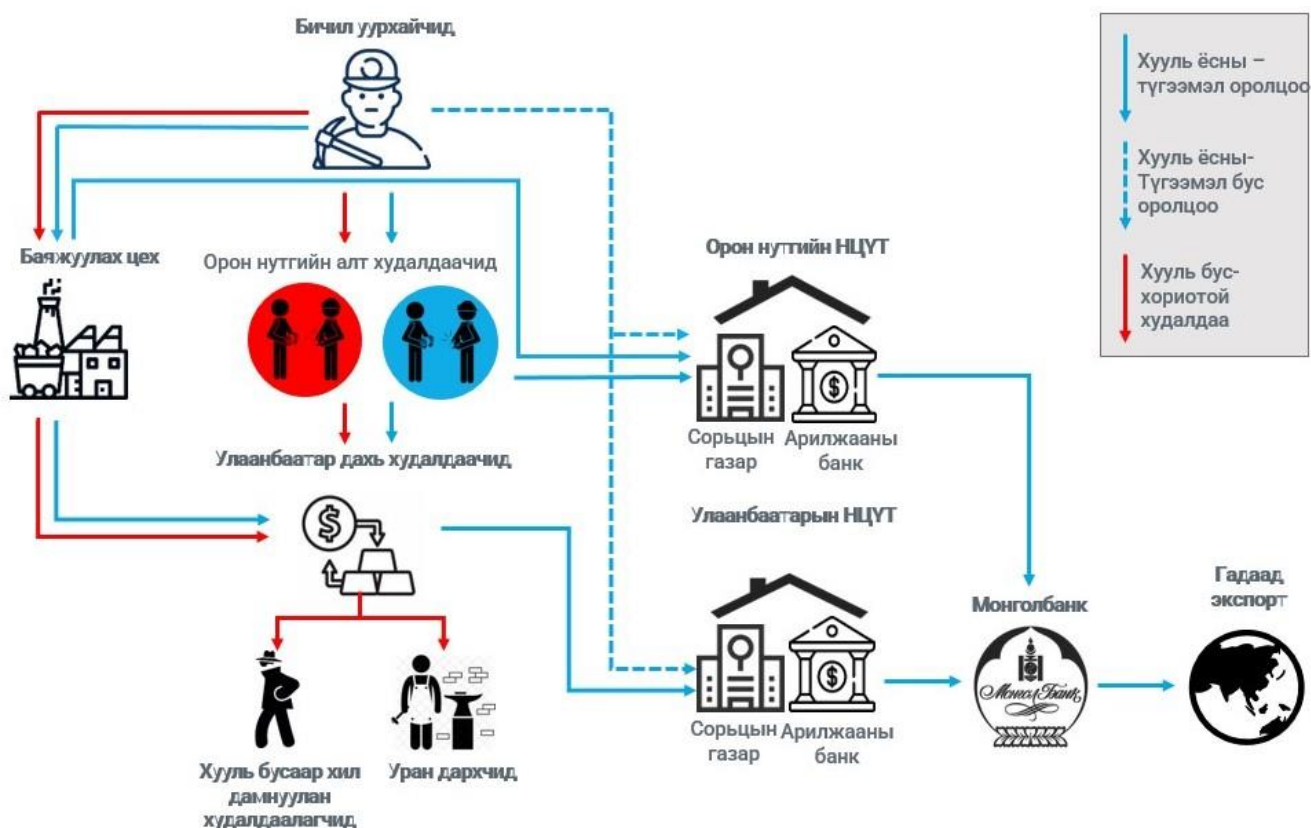 Бичил уурхайчид
Хууль ёсны –
түгээмэл оролцоо
Хууль ёсны-
Түгээмэл бус
оролцоо
Хууль бус-
хориотой
худалдаа
Баяжуулах цех
Орон нутгийн алт худалдаачид
Орон нутгийн НЦҮТ
Сорьцын
газар
Арилжааны
банк
Улаанбаатар дахь худалдаачид
Улаанбаатарын НЦҮТ
Сорьцын
газар
Арилжааны
банк
Монголбанк
МонголБанк
Гадаад
экспорт
Хууль бусаар хил
дамнуулан
худалдаалагчид
Уран дархчид